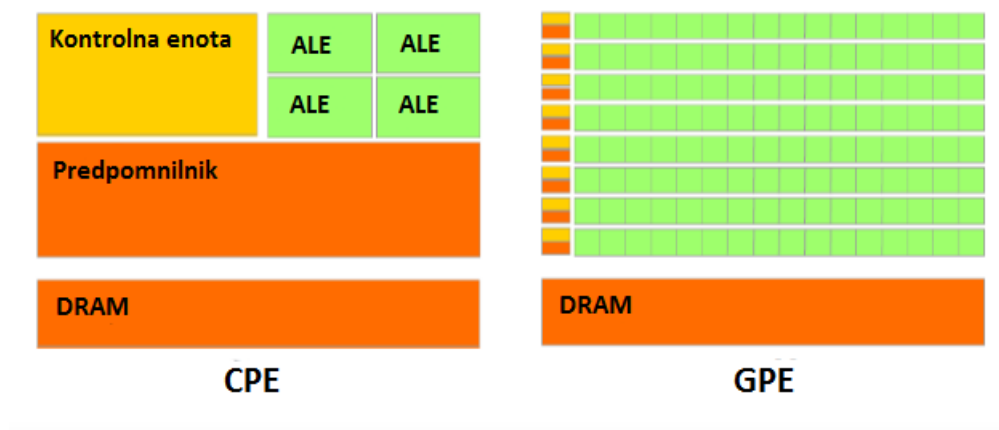 Kontrolna enota
ALE
ALE
ALE
ALE
Predpomnilnik
DRAM
CPE
DRAM
GPE